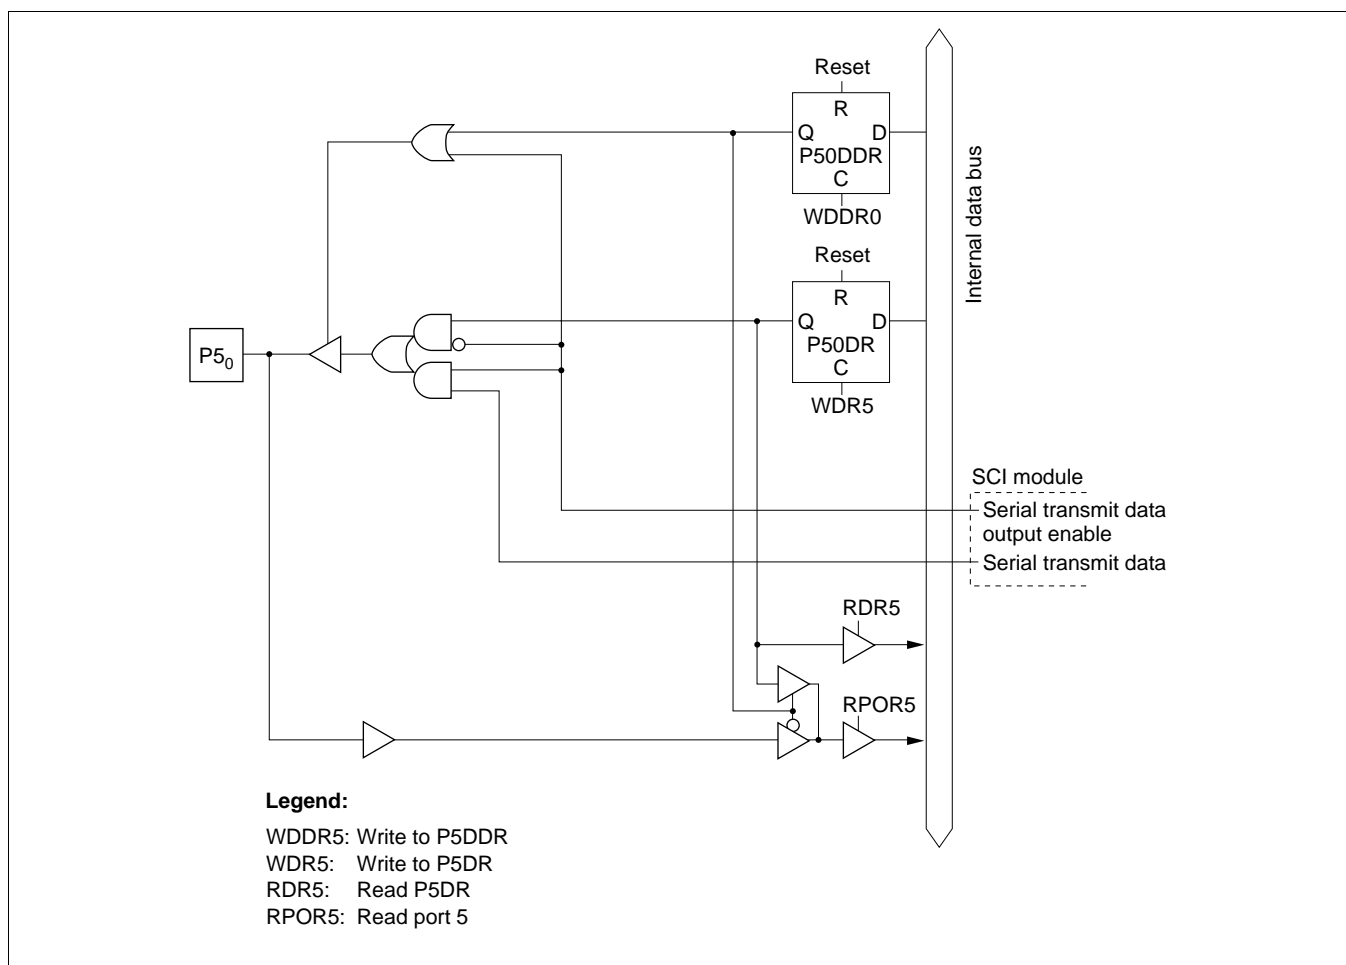 Reset
R
Q D
P50DDR
C
WDDR0
Reset
R
Q D
P50DR
C
WDR5
Internal data bus
P5₀
SCI module
Serial transmit data
output enable
Serial transmit data
RDR5
RPOR5
Legend:
WDDR5: Write to P5DDR
WDR5: Write to P5DR
RDR5: Read P5DR
RPOR5: Read port 5